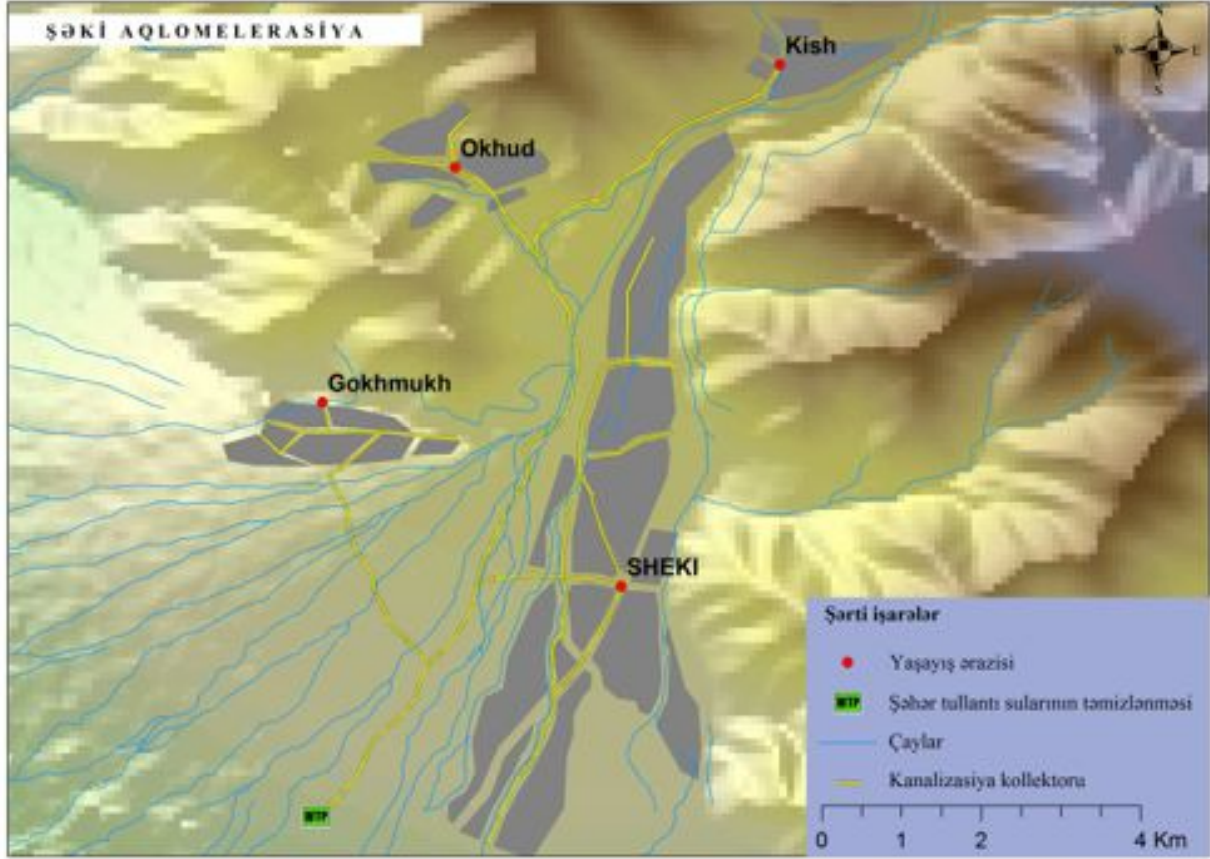 ŞƏKİ AQLOMELERASİYA
N
W E
S
Kish
Okhud
Gokhmukh
SHEKI
Şərti işarələr
Yaşayış ərazisi
WTP Şəhər tullantı sularının təmizlənməsi
Çaylar
Kanalizasiya kollektoru
0 1 2 4 Km
WTP